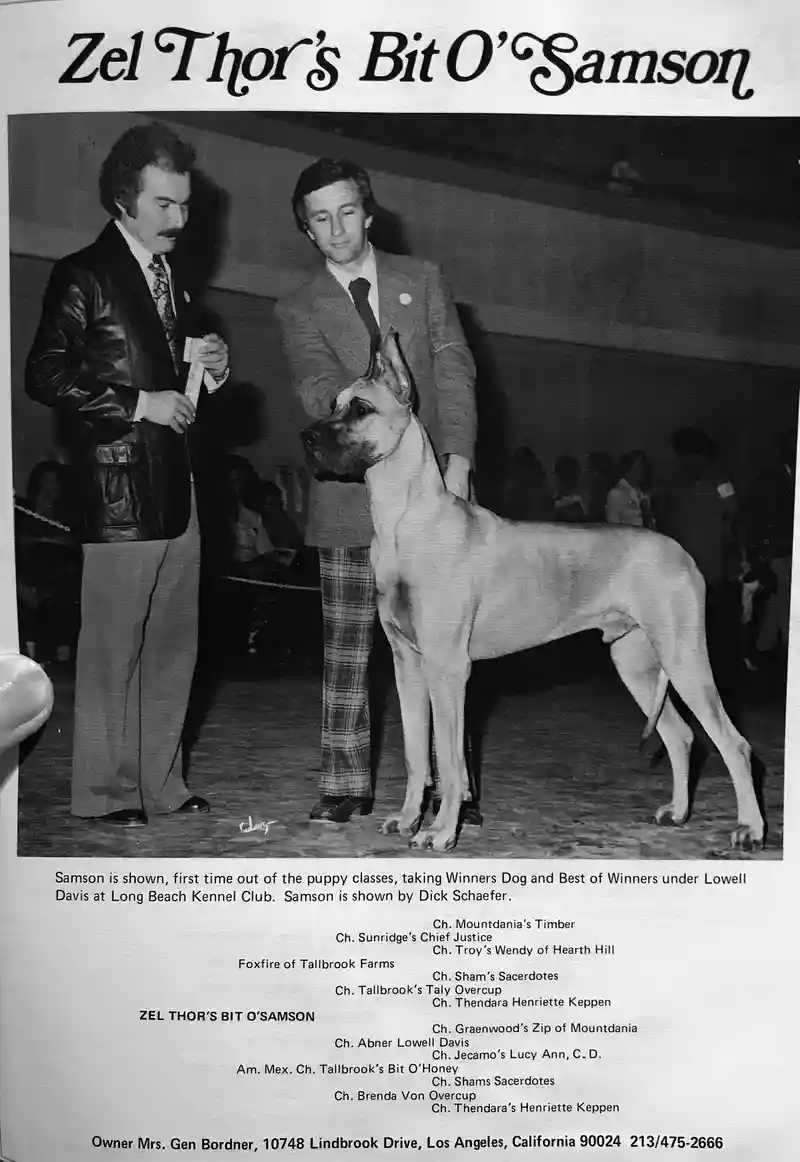 Zel Thor's Bit O'Samson
Samson is shown, first time out of the puppy classes, taking Winners Dog and Best of Winners under Lowell
Davis at Long Beach Kennel Club. Samson is shown by Dick Schaefer.
Ch. Mountdania's Timber
Ch. Sunridge's Chief Justice
Ch. Troy's Wendy of Hearth Hill
Foxfire of Tallbrook Farms
Ch. Sham's Sacerdotes
Ch. Tallbrook's Taly Overcup
Ch. Thendara Henriette Keppen
ZEL THOR'S BIT O'SAMSON
Ch. Graenwood's Zip of Mountdania
Ch. Abner Lowell Davis
Ch. Jecamo's Lucy Ann, C.D.
Am. Mex. Ch. Tallbrook's Bit O'Honey
Ch. Shams Sacerdotes
Ch. Brenda Von Overcup
Ch. Thendara's Henriette Keppen
Owner Mrs. Gen Bordner, 10748 Lindbrook Drive, Los Angeles, California 90024 213/475-2666